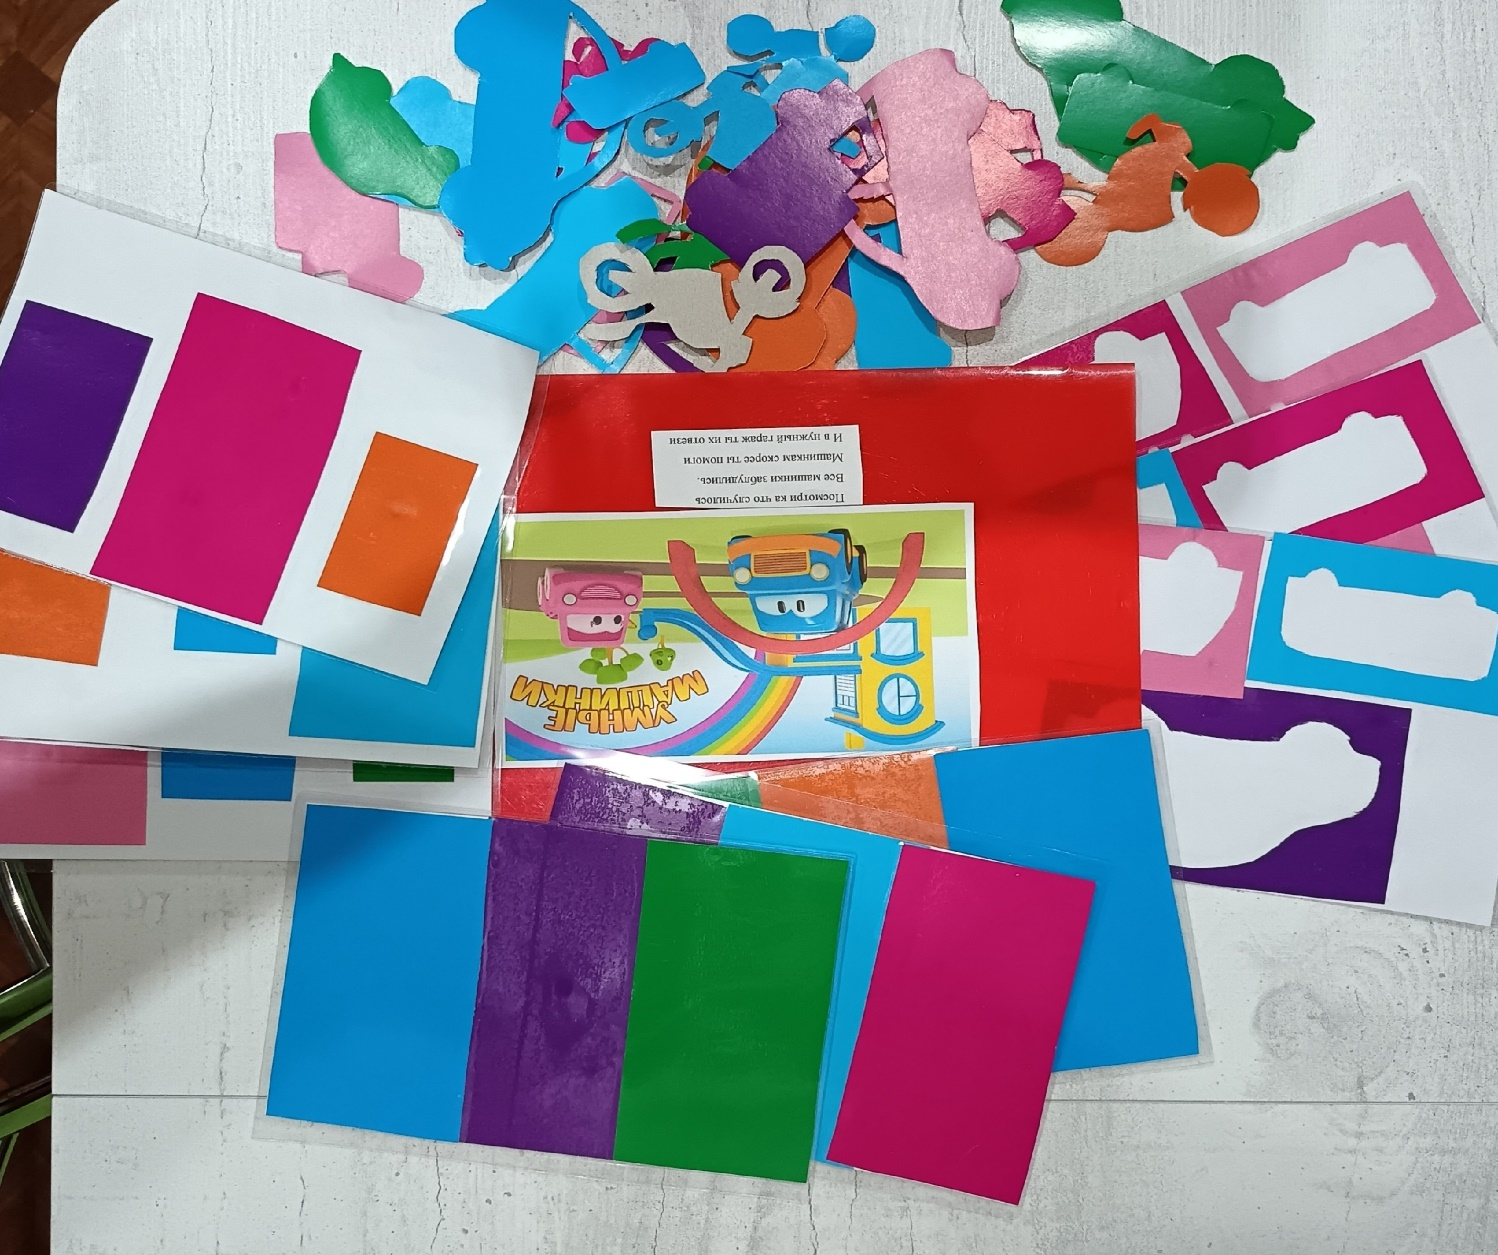 Посмотри ка что случилось
Все машинки заблудились.
Машинкам скорее ты помоги
И в нужный гараж ты их отвези
УМНЫЕ
МАШИНКИ